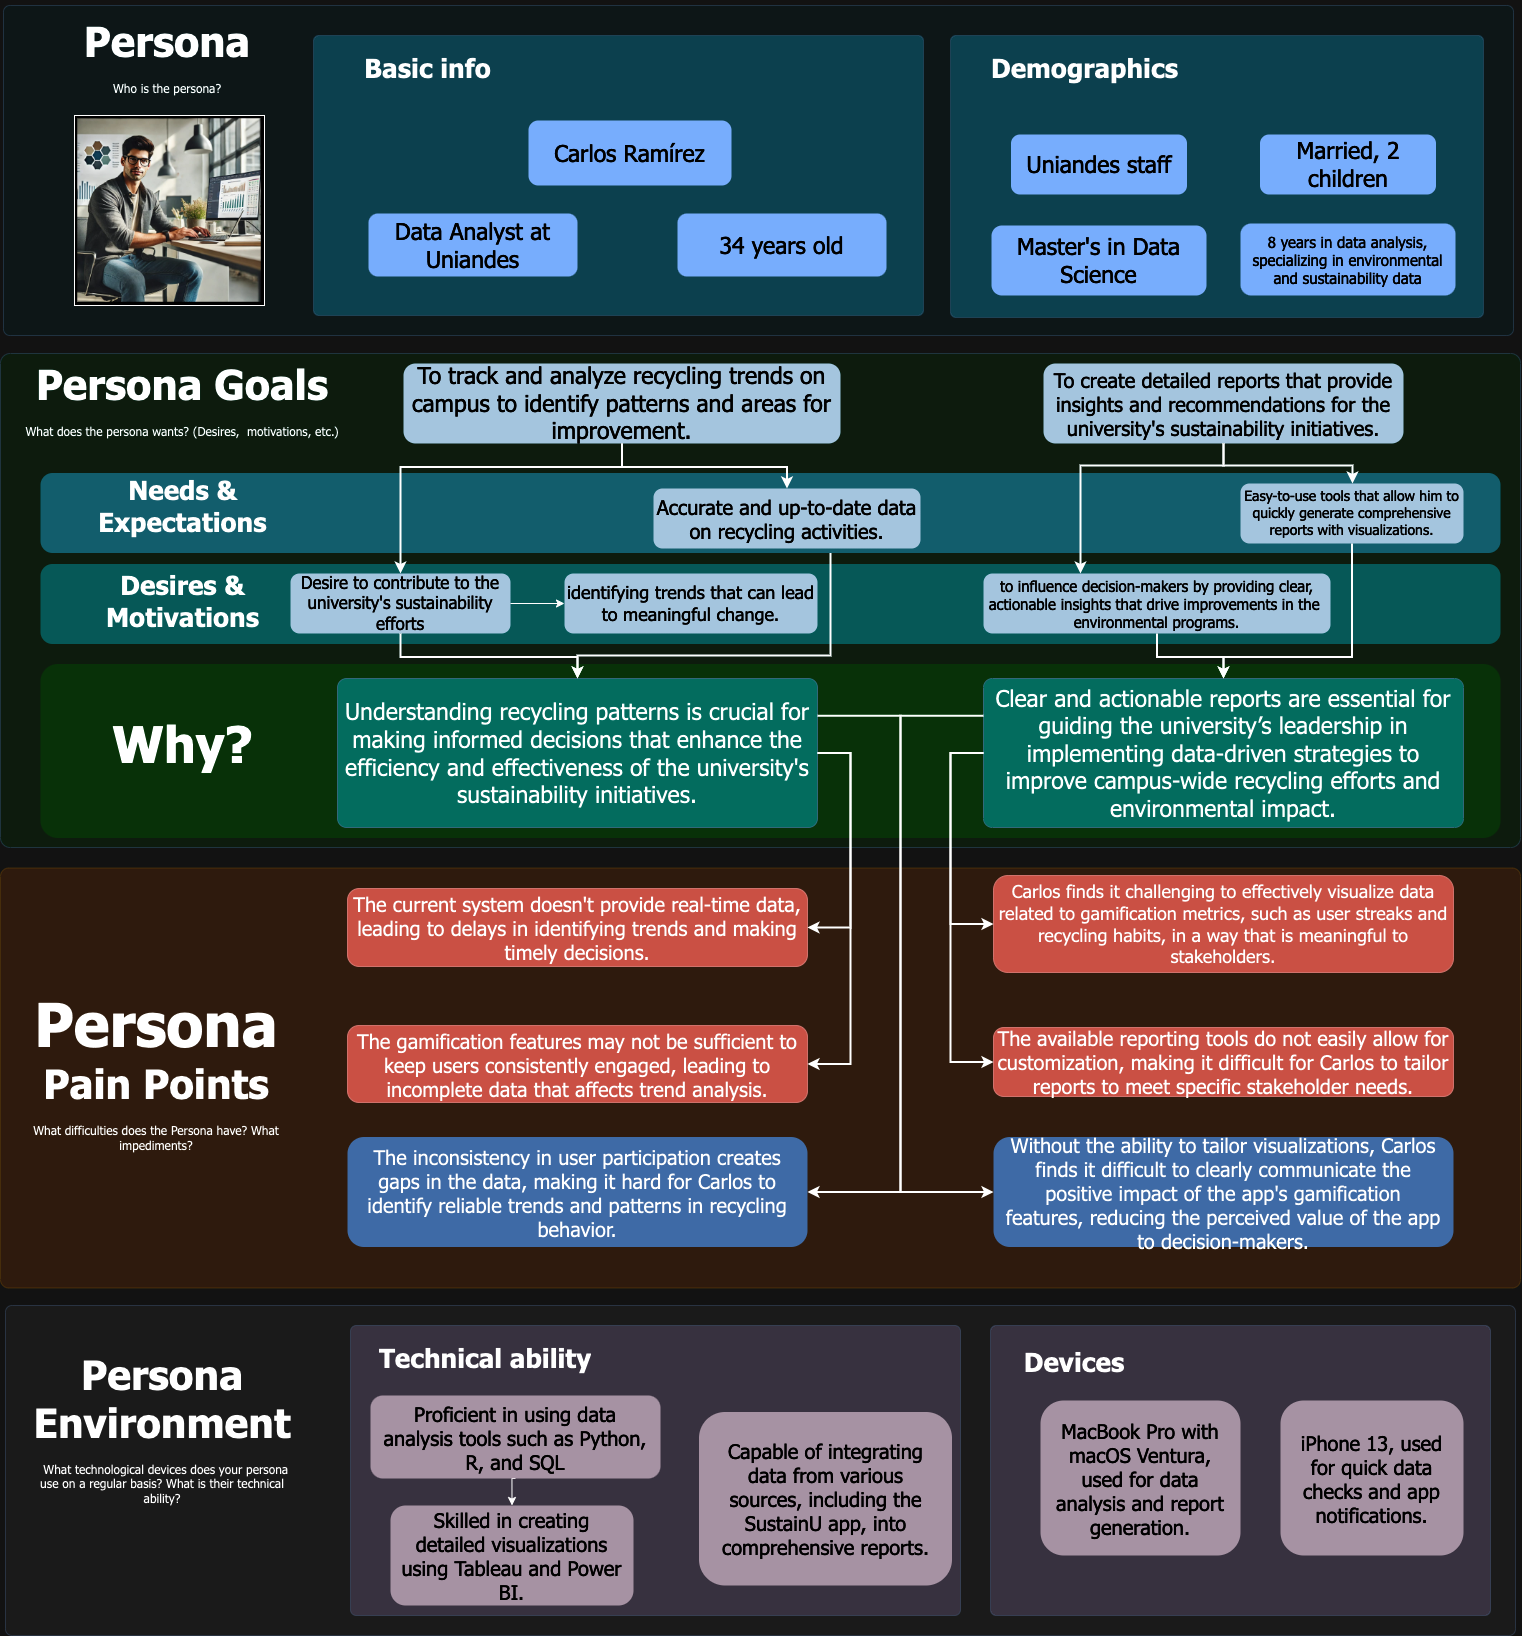 Persona
Who is the persona?
Basic info
Carlos Ramírez
Data Analyst at
Uniandes
34 years old
Demographics
Uniandes staff
Married, 2
children
Master's in Data
Science
8 years in data analysis,
specializing in environmental
and sustainability data
Persona Goals
What does the persona wants? (Desires, motivations, etc.)
To track and analyze recycling trends on
campus to identify patterns and areas for
improvement.
To create detailed reports that provide
insights and recommendations for the
university's sustainability initiatives.
Needs &
Expectations
Accurate and up-to-date data
on recycling activities.
Easy-to-use tools that allow him to
quickly generate comprehensive
reports with visualizations.
Desires &
Motivations
Desire to contribute to the
university's sustainability
efforts
identifying trends that can lead
to meaningful change.
to influence decision-makers by providing clear,
actionable insights that drive improvements in the
environmental programs.
Why?
Understanding recycling patterns is crucial for
making informed decisions that enhance the
efficiency and effectiveness of the university's
sustainability initiatives.
Clear and actionable reports are essential for
guiding the university’s leadership in
implementing data-driven strategies to
improve campus-wide recycling efforts and
environmental impact.
Persona
Pain Points
What difficulties does the Persona have? What
impediments?
The current system doesn't provide real-time data,
leading to delays in identifying trends and making
timely decisions.
Carlos finds it challenging to effectively visualize data
related to gamification metrics, such as user streaks and
recycling habits, in a way that is meaningful to
stakeholders.
The gamification features may not be sufficient to
keep users consistently engaged, leading to
incomplete data that affects trend analysis.
The available reporting tools do not easily allow for
customization, making it difficult for Carlos to tailor
reports to meet specific stakeholder needs.
The inconsistency in user participation creates
gaps in the data, making it hard for Carlos to
identify reliable trends and patterns in recycling
behavior.
Without the ability to tailor visualizations, Carlos
finds it difficult to clearly communicate the
positive impact of the app's gamification
features, reducing the perceived value of the app
to decision-makers.
Persona
Environment
What technological devices does your persona
use on a regular basis? What is their technical
ability?
Technical ability
Proficient in using data
analysis tools such as Python,
R, and SQL
Skilled in creating
detailed visualizations
using Tableau and Power
BI.
Capable of integrating
data from various
sources, including the
SustainU app, into
comprehensive reports.
Devices
MacBook Pro with
macOS Ventura,
used for data
analysis and report
generation.
iPhone 13, used
for quick data
checks and app
notifications.